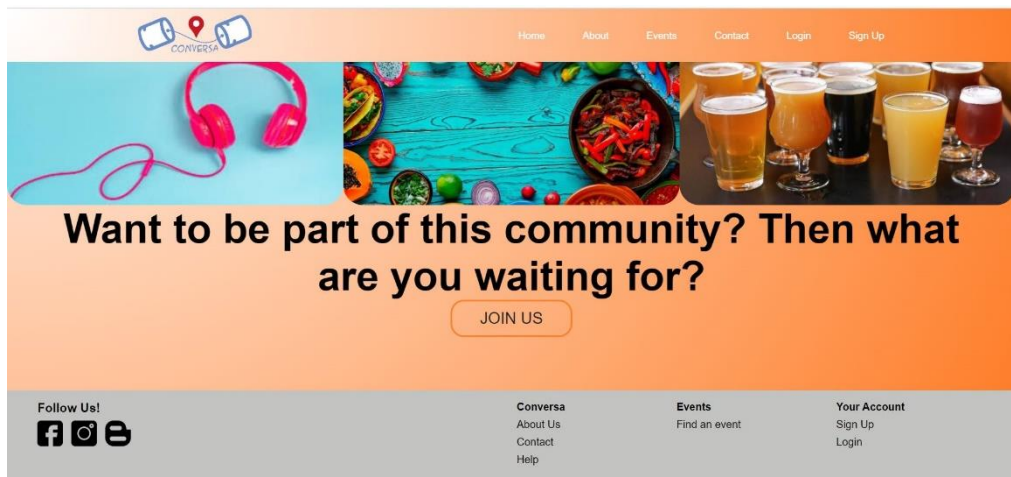 CONVERSA
Home About Events Contact Login Sign Up
Want to be part of this community? Then what
are you waiting for?
JOIN US
Follow Us!
Conversa
About Us
Contact
Help
Events
Find an event
Your Account
Sign Up
Login